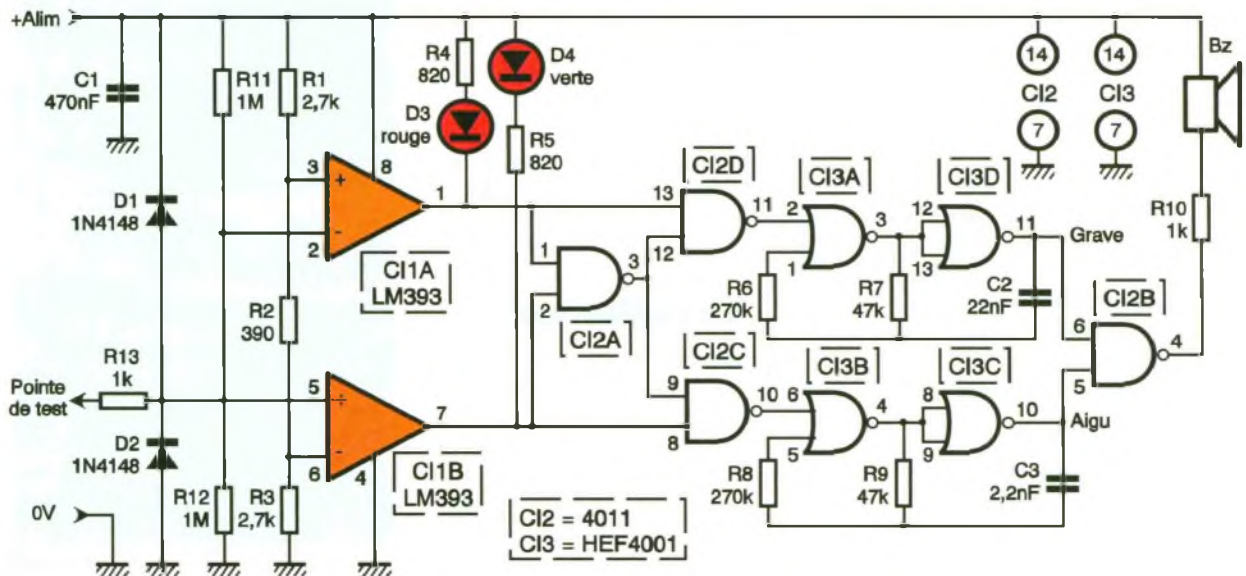 +Alim
C1
470nF
R11
1M
R1
2,7k
R4
820
D3
rouge
D4
verte
R5
820
14
CI2
7
14
CI3
7
Bz
D1
1N4148
3
+
8
-
2
1
CI1A
LM393
R2
390
13
CI2D
11
12
1
3
2
CI2A
CI3A
2
3
1
R6
270k
R7
47k
CI3D
12
11
13
C2
22nF
Grave
R10
1k
CI2B
6
4
5
R13
1k
Pointe
de test
D2
1N4148
5
÷
7
-
6
4
CI1B
LM393
R12
1M
R3
2,7k
0V
CI2C
9
10
8
CI3B
6
4
5
R8
270k
R9
47k
CI3C
8
10
9
Aigu
C3
2,2nF
CI2 = 4011
CI3 = HEF4001